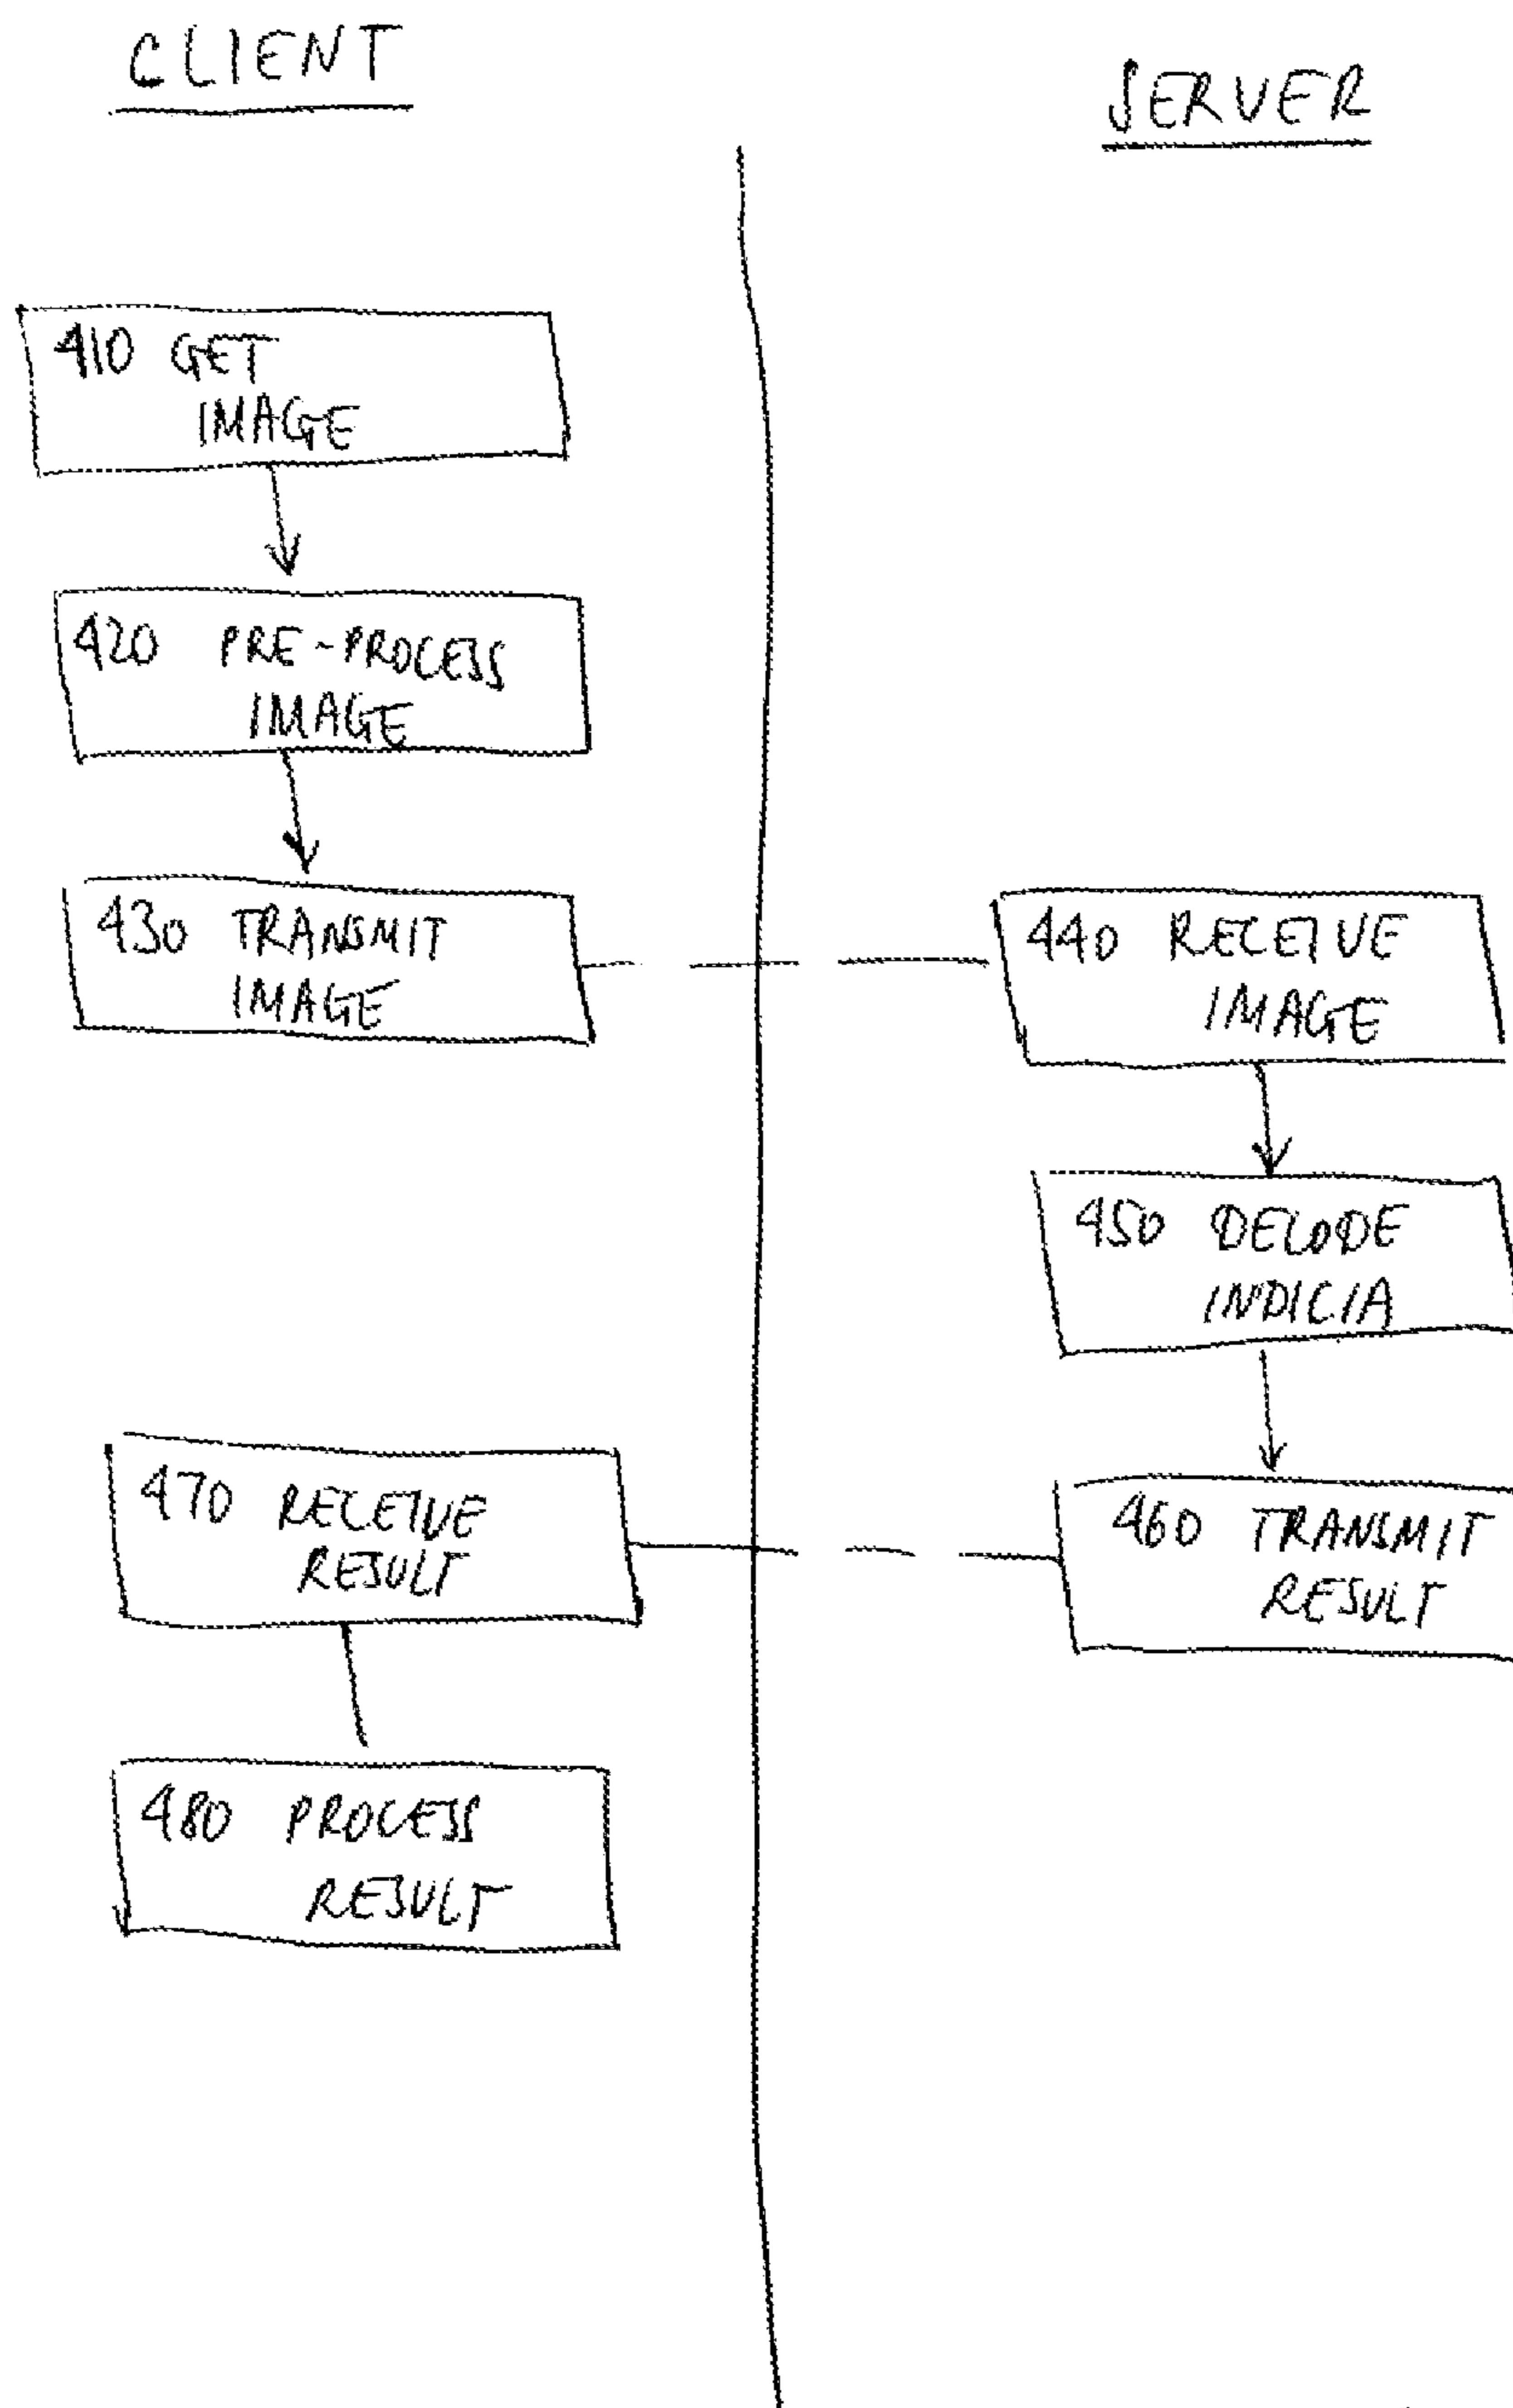 CLIENT
SERVER
410 GET
IMAGE
420 PRE-PROCESS
IMAGE
430 TRANSMIT
IMAGE
440 RECEIVE
IMAGE
450 DECODE
INDICIA
460 TRANSMIT
RESULT
470 RECEIVE
RESULT
480 PROCESS
RESULT